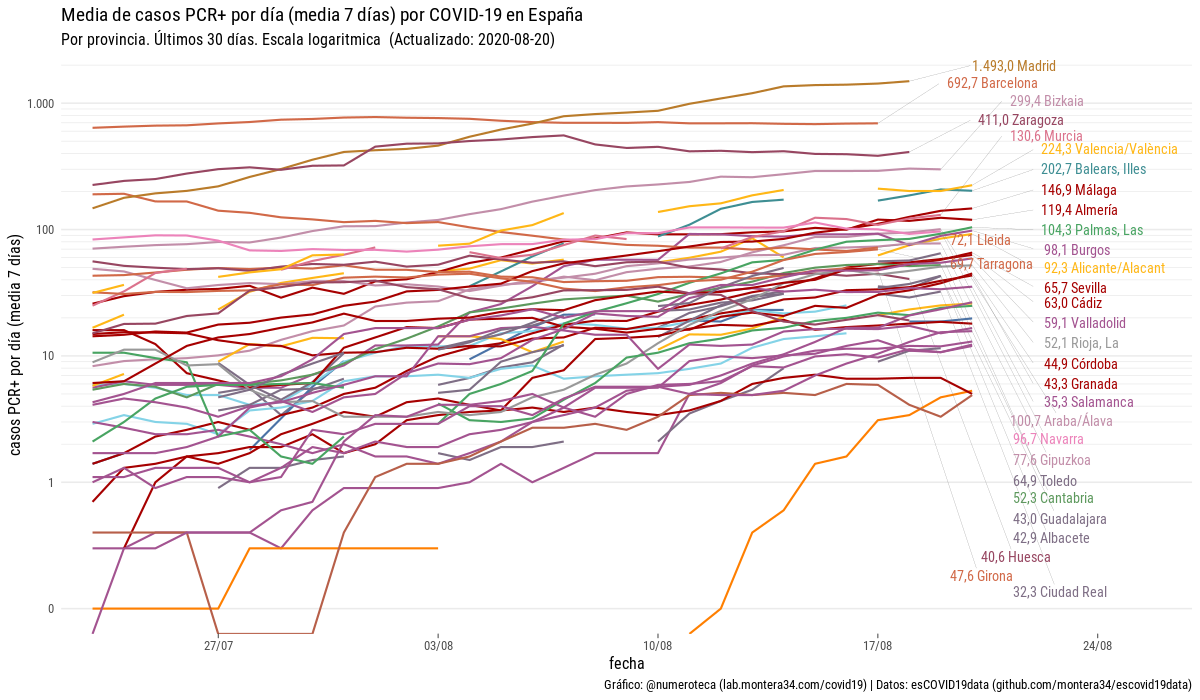 Media de casos PCR+ por día (media 7 días) por COVID-19 en España
Por provincia. Últimos 30 días. Escala logaritmica (Actualizado: 2020-08-20)
casos PCR+ por día (media 7 días)
1.000
100
10
1
0
1.493,0 Madrid
692,7 Barcelona
299,4 Bizkaia
411,0 Zaragoza
130,6 Murcia
224,3 Valencia/València
202,7 Balears, Illes
146,9 Málaga
119,4 Almería
104,3 Palmas, Las
72,1 Lleida
98,1 Burgos
Tarragona
92,3 Alicante/Alacant
65,7 Sevilla
63,0 Cádiz
59,1 Valladolid
52,1 Rioja, La
44,9 Córdoba
43,3 Granada
35,3 Salamanca
100,7 Araba/Álava
96,7 Navarra
77,6 Gipuzkoa
64,9 Toledo
52,3 Cantabria
43,0 Guadalajara
42,9 Albacete
40,6 Huesca
47,6 Girona
32,3 Ciudad Real
27/07
03/08
10/08
17/08
24/08
fecha
Gráfico: @numeroteca (lab.montera34.com/covid19) | Datos: esCOVID19data (github.com/montera34/escovid19data)